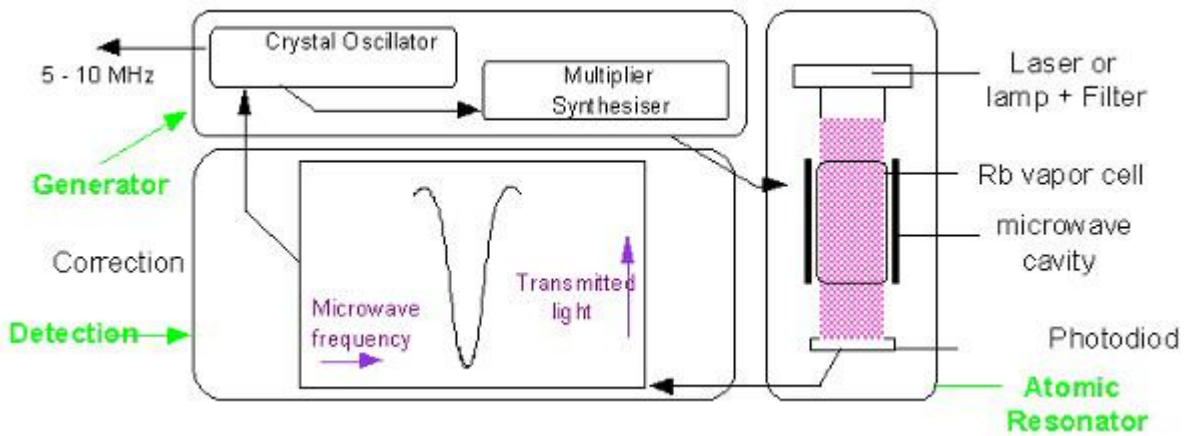 Crystal Oscillator
5 - 10 MHz
Multiplier
Synthesiser
Generator
Correction
Detection
Microwave
frequency
Transmitted
light
Laser or
lamp + Filter
Rb vapor cell
microwave
cavity
Photodiod
Atomic
Resonator